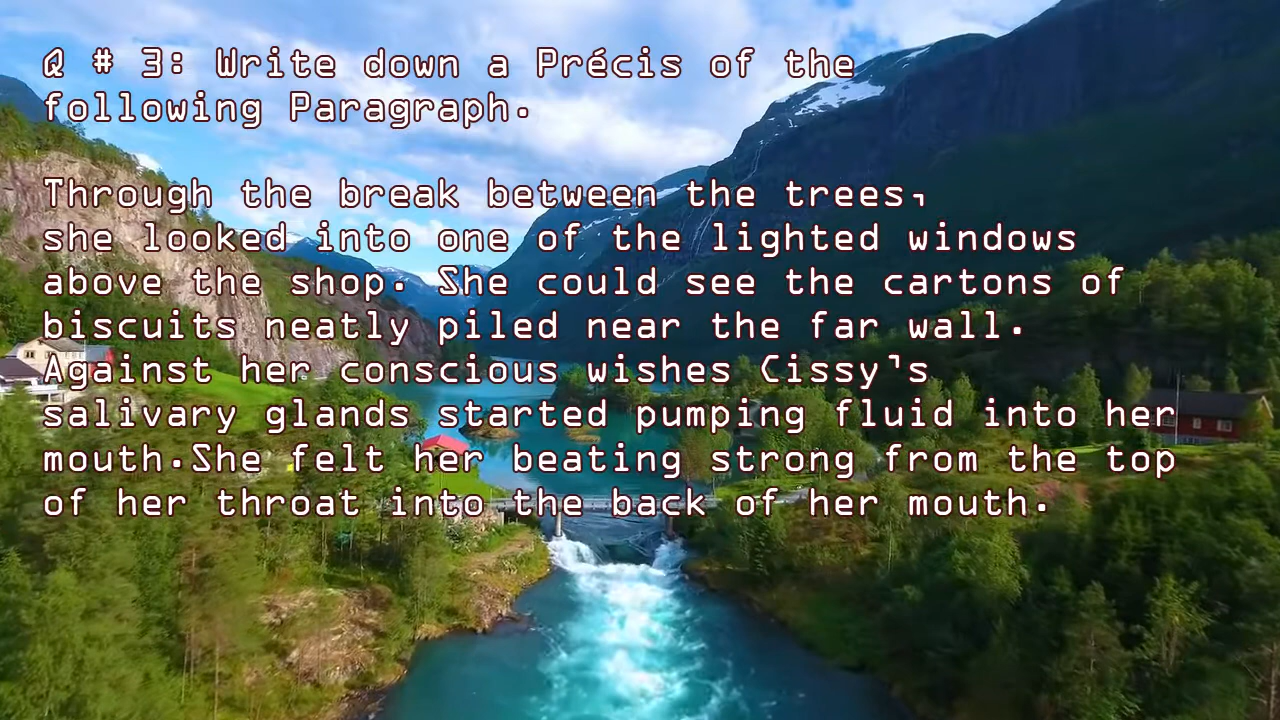 Q # 3: Write down a Précis of the
following Paragraph.
Through the break between the trees,
she looked into one of the lighted windows
above the shop. She could see the cartons of
biscuits neatly piled near the far wall.
Against her conscious wishes Cissy's
salivary glands started pumping fluid into her
mouth.She felt her beating strong from the top
of her throat into the back of her mouth.